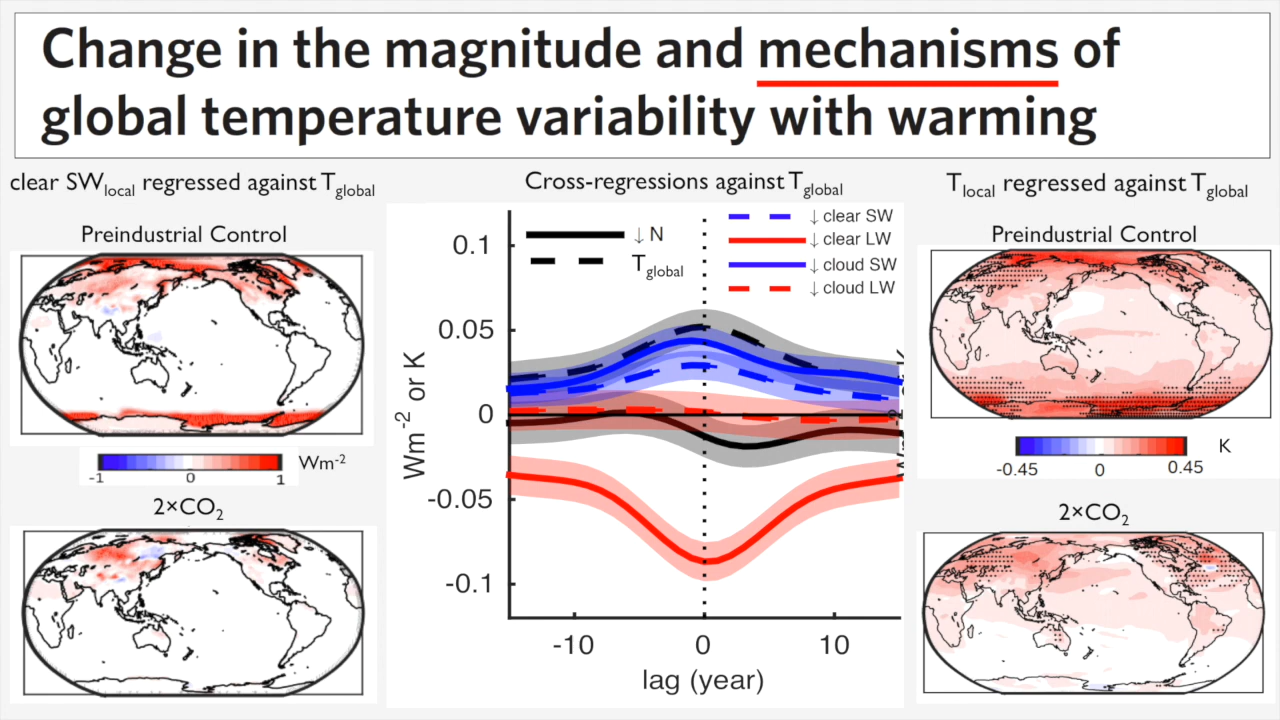 Change in the magnitude and mechanisms of
global temperature variability with warming
clear SWlocal regressed against Tglobal
Preindustrial Control
-1 0 1 Wm-2
2×CO2
Cross-regressions against Tglobal
↓ N
Tglobal
↓ clear SW
↓ clear LW
↓ cloud SW
↓ cloud LW
0.1
0.05
0
-0.05
-0.1
Wm-2 or K
-10 0 10
lag (year)
Tlocal regressed against Tglobal
Preindustrial Control
-0.45 0 0.45 K
2×CO2